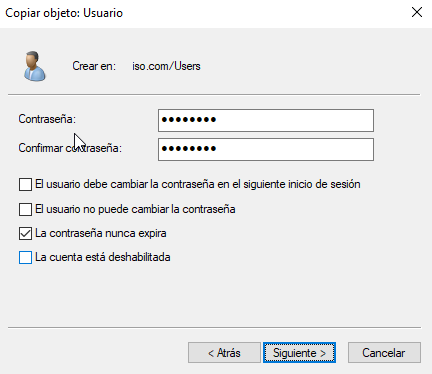 Copiar objeto: Usuario
Crear en: iso.com/Users
Contraseña: ••••••••
Confirmar contraseña: ••••••••
El usuario debe cambiar la contraseña en el siguiente inicio de sesión
El usuario no puede cambiar la contraseña
La contraseña nunca expira
La cuenta está deshabilitada
< Atrás Siguiente > Cancelar